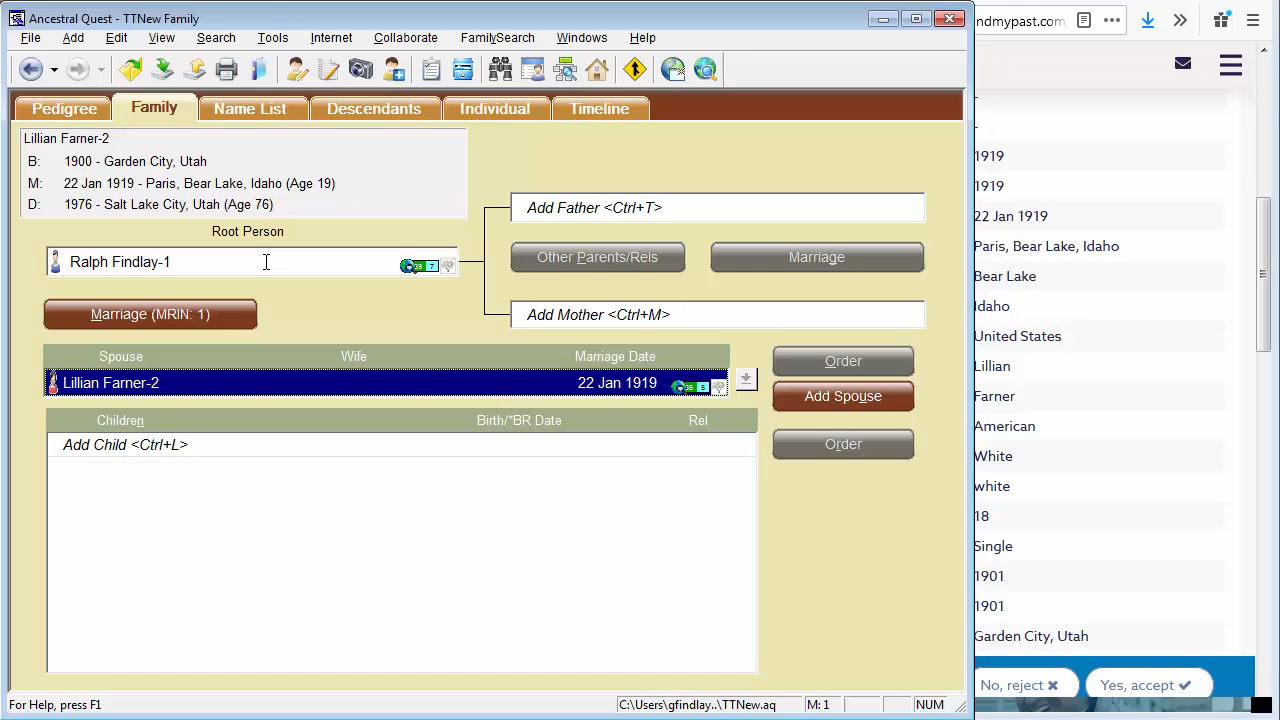 Ancestral Quest - TTNew Family
File Add Edit View Search Tools Internet Collaborate FamilySearch Windows Help
Pedigree Family Name List Descendants Individual Timeline
Lillian Farner-2
B: 1900 - Garden City, Utah
M: 22 Jan 1919 - Paris, Bear Lake, Idaho (Age 19)
D: 1976 - Salt Lake City, Utah (Age 76)
Root Person
Ralph Findlay-1
39 7
Add Father <Ctrl+T>
Other Parents/Rels Marriage
Add Mother <Ctrl+M>
Marriage (MRIN: 1)
Spouse Wife Marriage Date
Lillian Farner-2 22 Jan 1919
5
Order
Add Spouse
Children Birth/*BR Date Rel
Add Child <Ctrl+L>
Order
For Help, press F1
C:\Users\gfindlay..\TTNew.aq M: 1 NUM
ndmypast.com
1919
1919
22 Jan 1919
Paris, Bear Lake, Idaho
Bear Lake
Idaho
United States
Lillian
Farner
American
White
white
18
Single
1901
1901
Garden City, Utah
No, reject Yes, accept